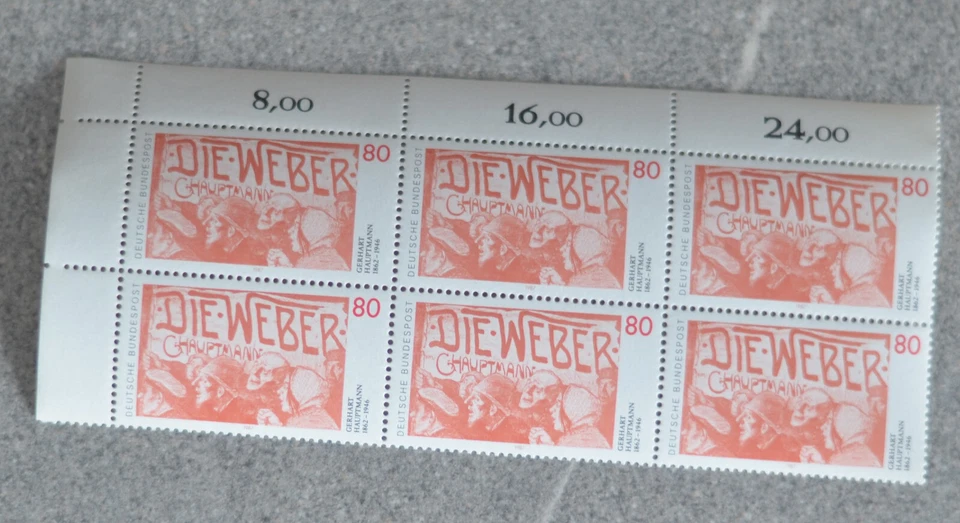 8,00
16,00
24,00
DEUTSCHE BUNDESPOST
DIE·WEBER·
G·HAUPTMANN
80
GERHART
HAUPTMANN
1862–1946
DEUTSCHE BUNDESPOST
DIE·WEBER·
G·HAUPTMANN
80
GERHART
HAUPTMANN
1862–1946
DEUTSCHE BUNDESPOST
DIE·WEBER·
G·HAUPTMANN
80
GERHART
HAUPTMANN
1862–1946
DEUTSCHE BUNDESPOST
DIE·WEBER·
G·HAUPTMANN
80
GERHART
HAUPTMANN
1862–1946
DEUTSCHE BUNDESPOST
DIE·WEBER·
G·HAUPTMANN
80
GERHART
HAUPTMANN
1862–1946
DEUTSCHE BUNDESPOST
DIE·WEBER·
G·HAUPTMANN
80
GERHART
HAUPTMANN
1862–1946